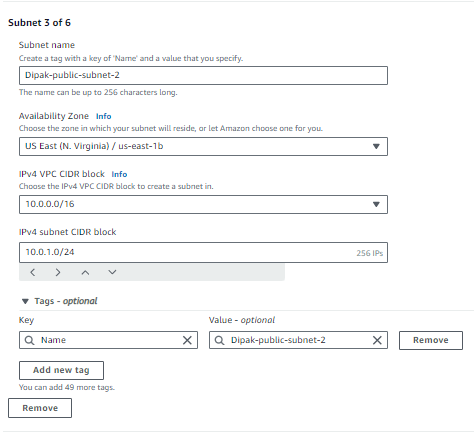 Subnet 3 of 6
Subnet name
Create a tag with a key of 'Name' and a value that you specify.
Dipak-public-subnet-2
The name can be up to 256 characters long.
Availability Zone Info
Choose the zone in which your subnet will reside, or let Amazon choose one for you.
US East (N. Virginia) / us-east-1b
IPv4 VPC CIDR block Info
Choose the IPv4 VPC CIDR block to create a subnet in.
10.0.0.0/16
IPv4 subnet CIDR block
10.0.1.0/24 256 IPs
Tags - optional
Key Value - optional
Name Dipak-public-subnet-2 Remove
Add new tag
You can add 49 more tags.
Remove